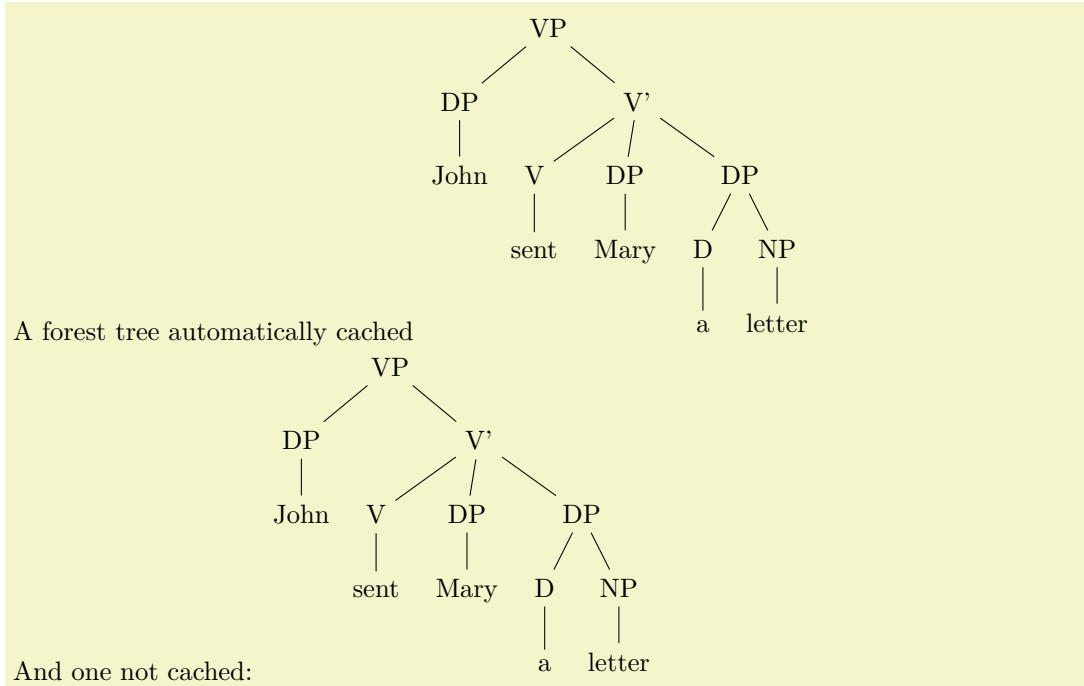 VP
DP V’
John V DP DP
sent Mary D NP
a letter
A forest tree automatically cached
VP
DP V’
John V DP DP
sent Mary D NP
a letter
And one not cached: